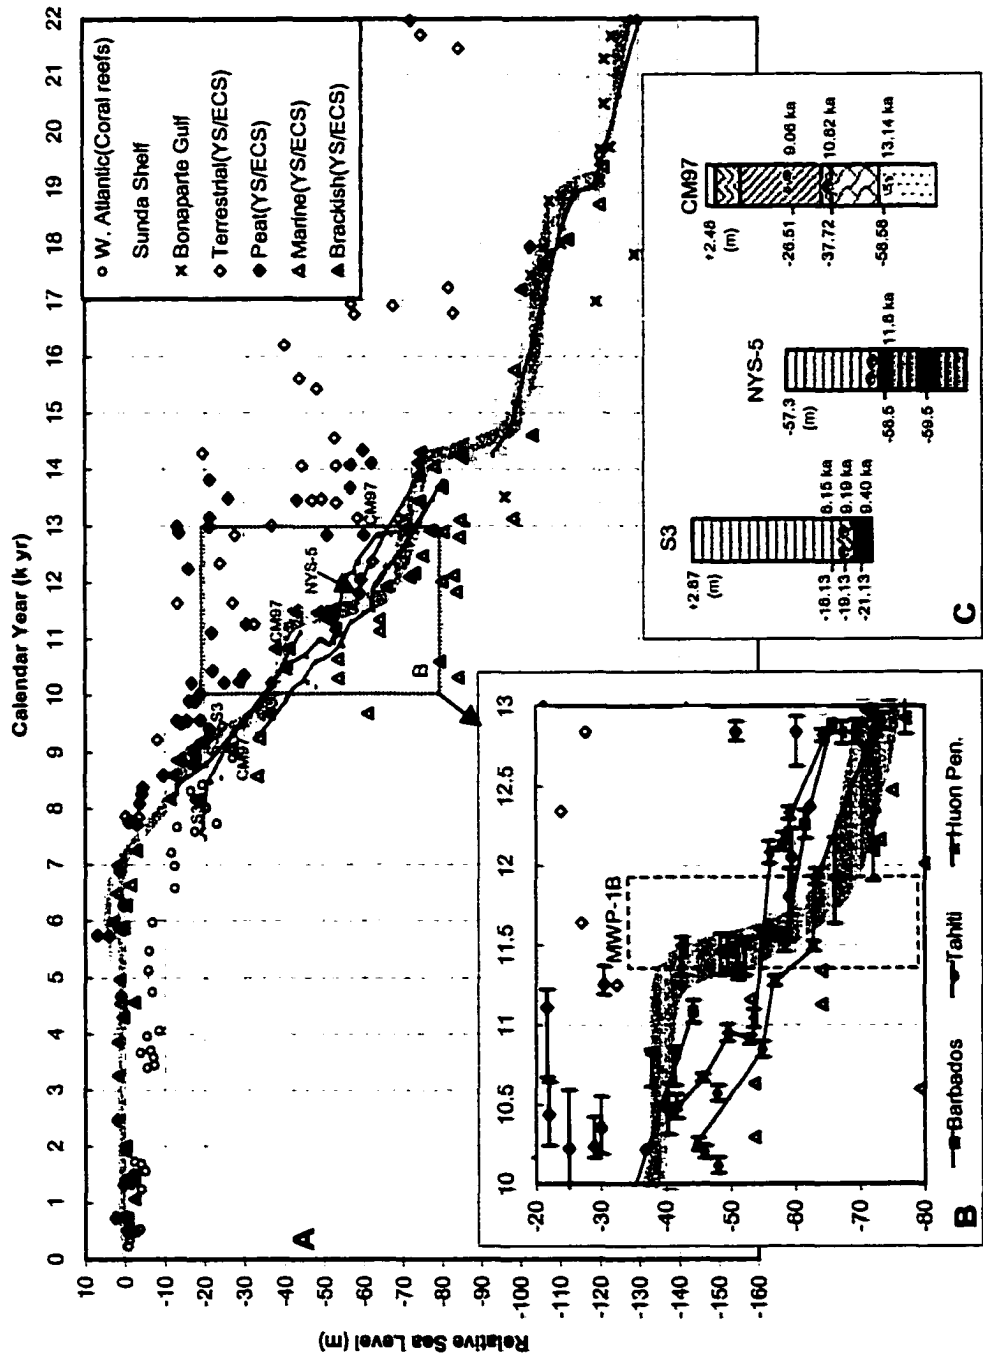 Calendar Year (k yr)
0 1 2 3 4 5 6 7 8 9 10 11 12 13 14 15 16 17 18 19 20 21 22
Relative Sea Level (m)
10
0
-10
-20
-30
-40
-50
-60
-70
-80
-90
-100
-110
-120
-130
-140
-150
-160
A
W. Atlantic(Coral reefs)
Sunda Shelf
Bonaparte Gulf
Terrestrial(YS/ECS)
Peat(YS/ECS)
Marine(YS/ECS)
Brackish(YS/ECS)
S3
S3
CM97
CM97
NYS-5
CM97
B
B
10 10.5 11 11.5 12 12.5 13
-20
-30
-40
-50
-60
-70
-80
MWP-1B
Barbados
Tahiti
Huon Pen.
C
S3
+2.87
(m)
-18.13
8.15 ka
-19.13
9.19 ka
-21.13
9.40 ka
NYS-5
-57.3
(m)
-58.5
11.8 ka
-59.5
CM97
+2.48
(m)
-26.51
9.06 ka
-37.72
10.82 ka
-58.58
13.14 ka